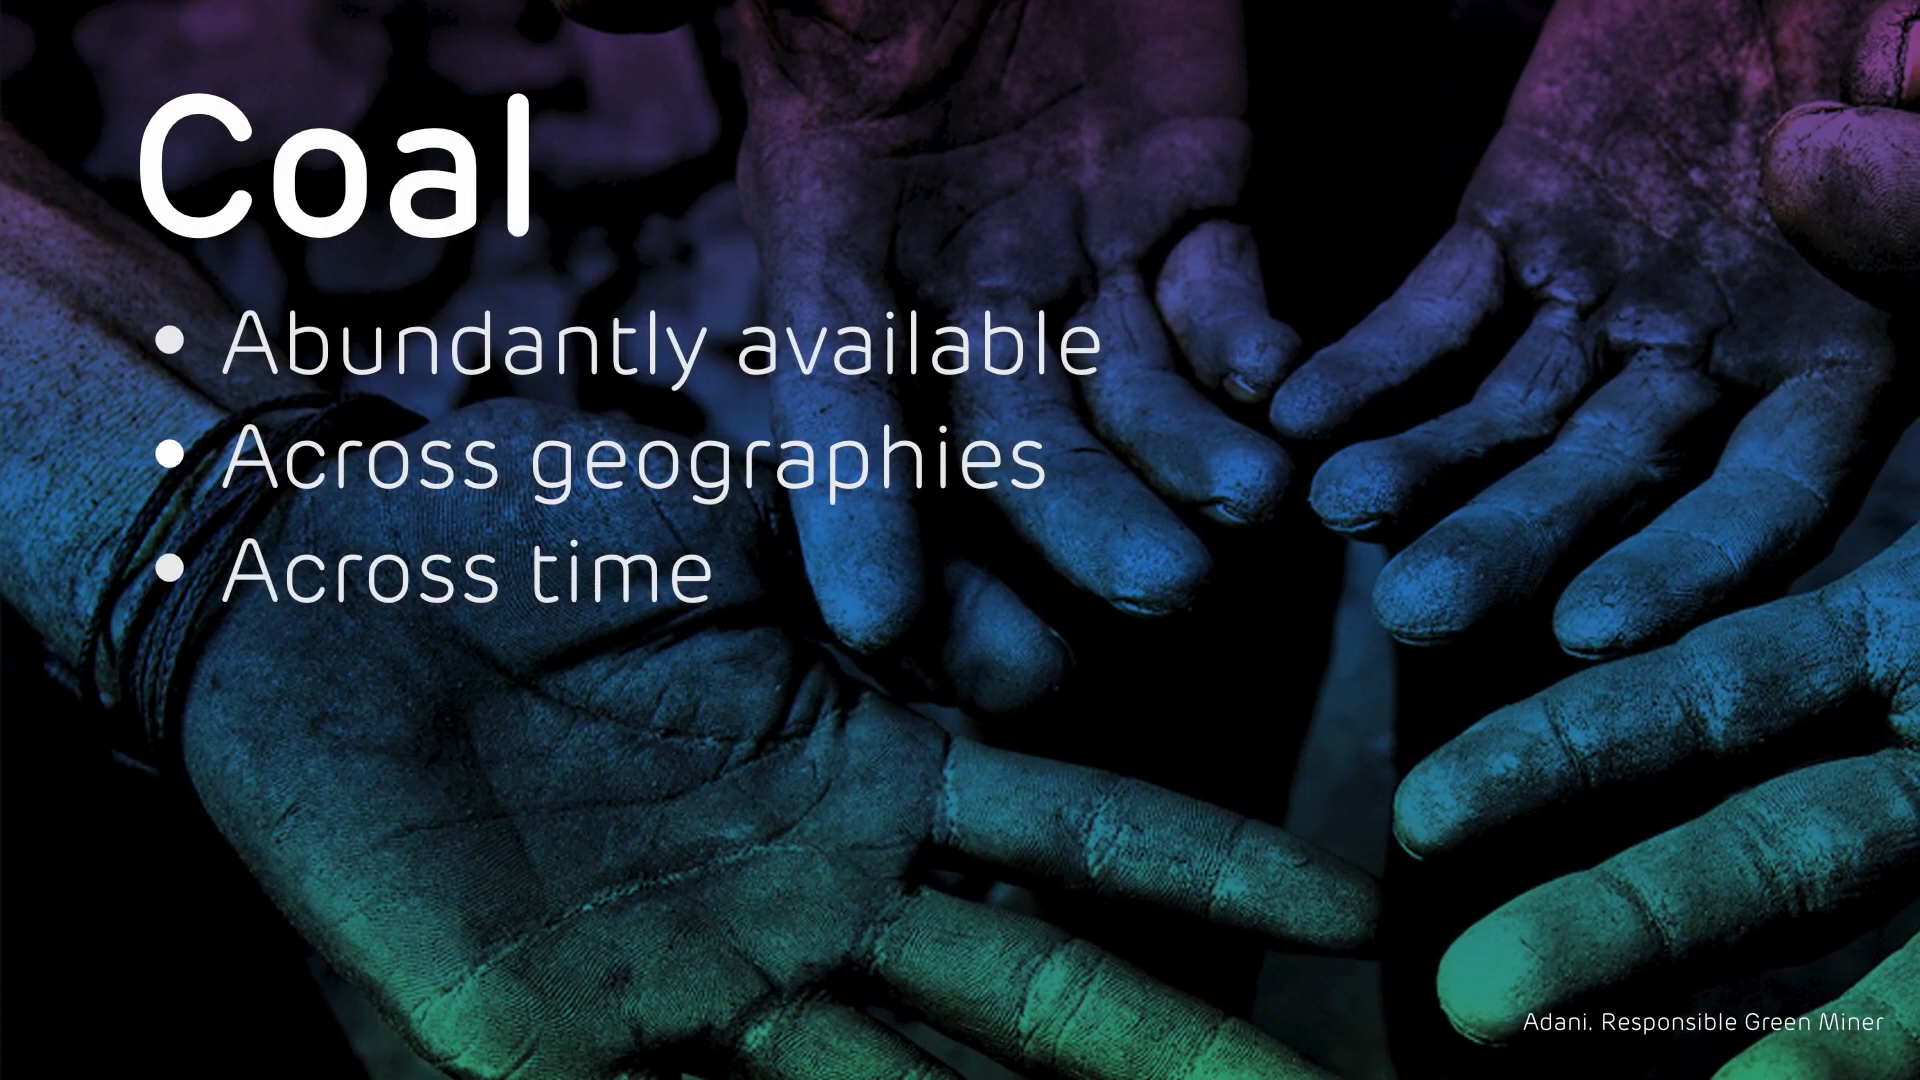 Coal
• Abundantly available
• Across geographies
• Across time
Adani. Responsible Green Miner